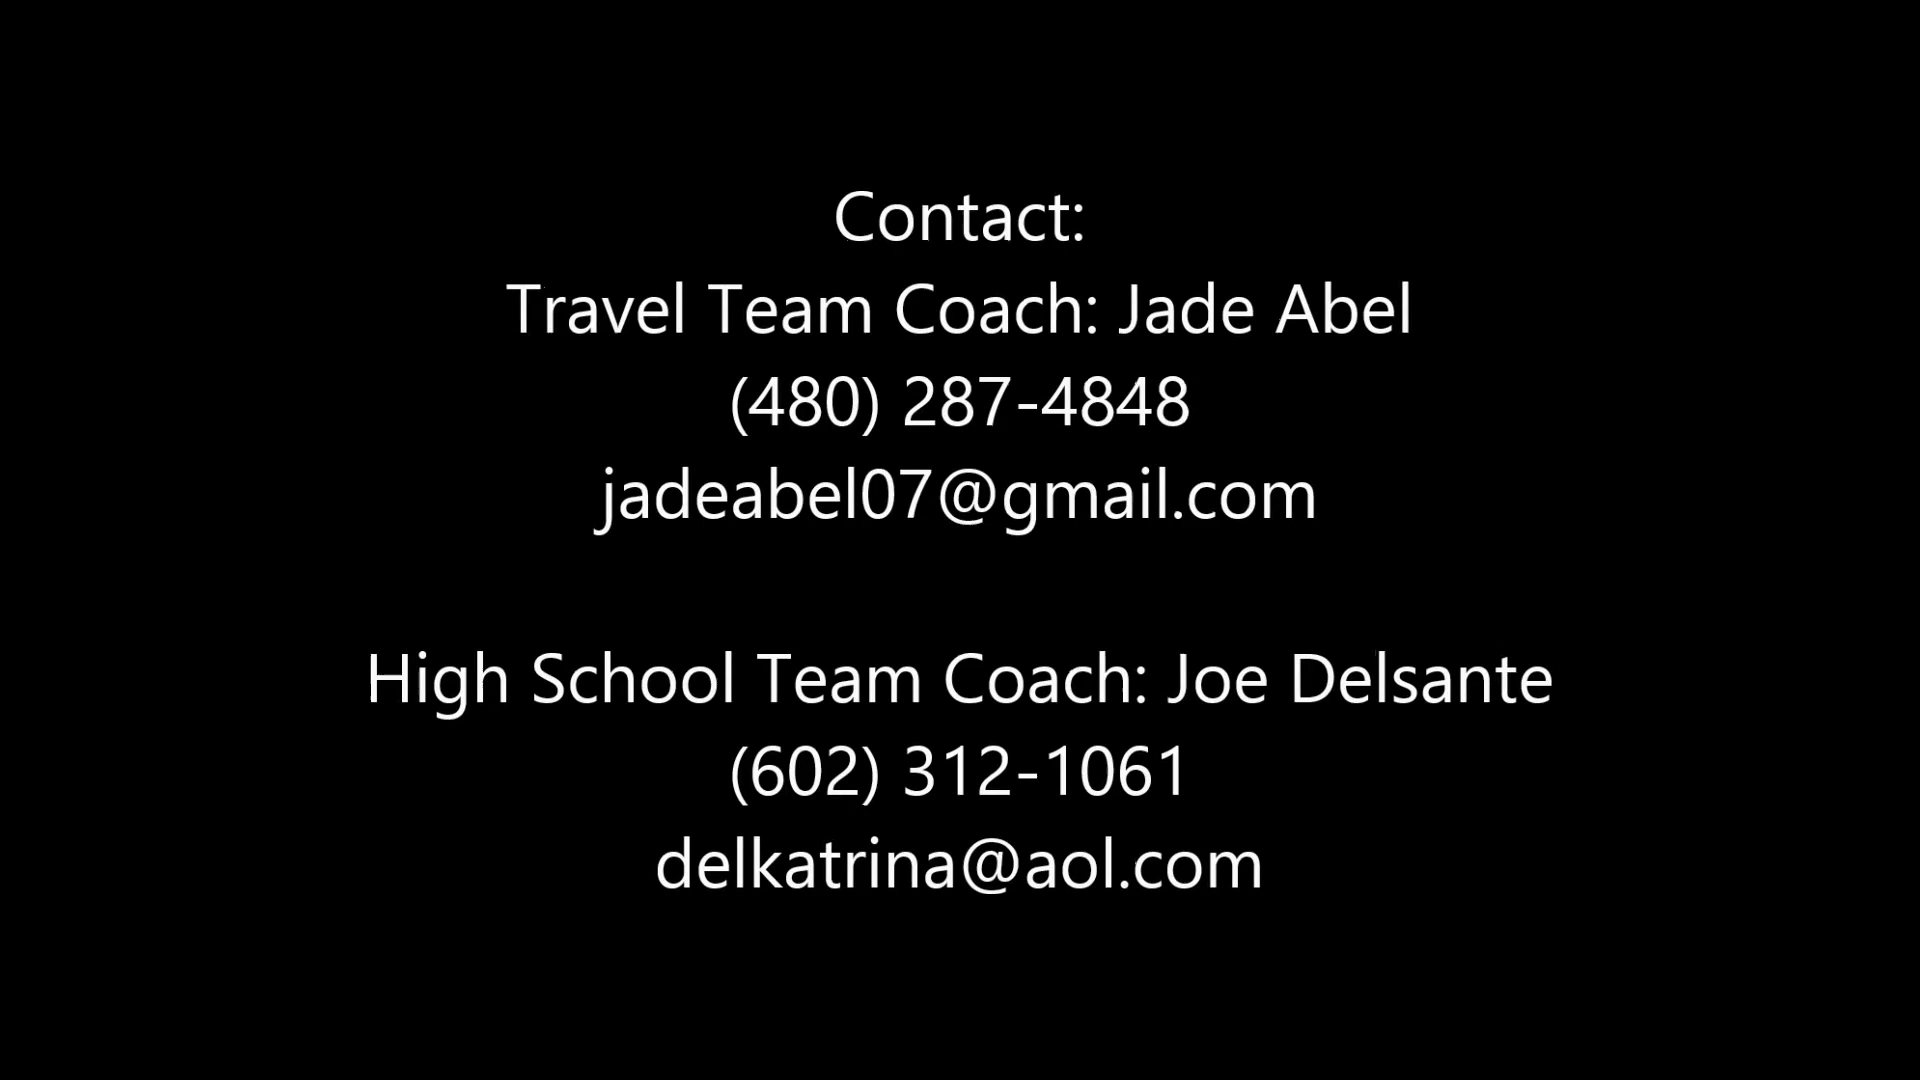 Contact:
Travel Team Coach: Jade Abel
(480) 287-4848
jadeabel07@gmail.com
High School Team Coach: Joe Delsante
(602) 312-1061
delkatrina@aol.com